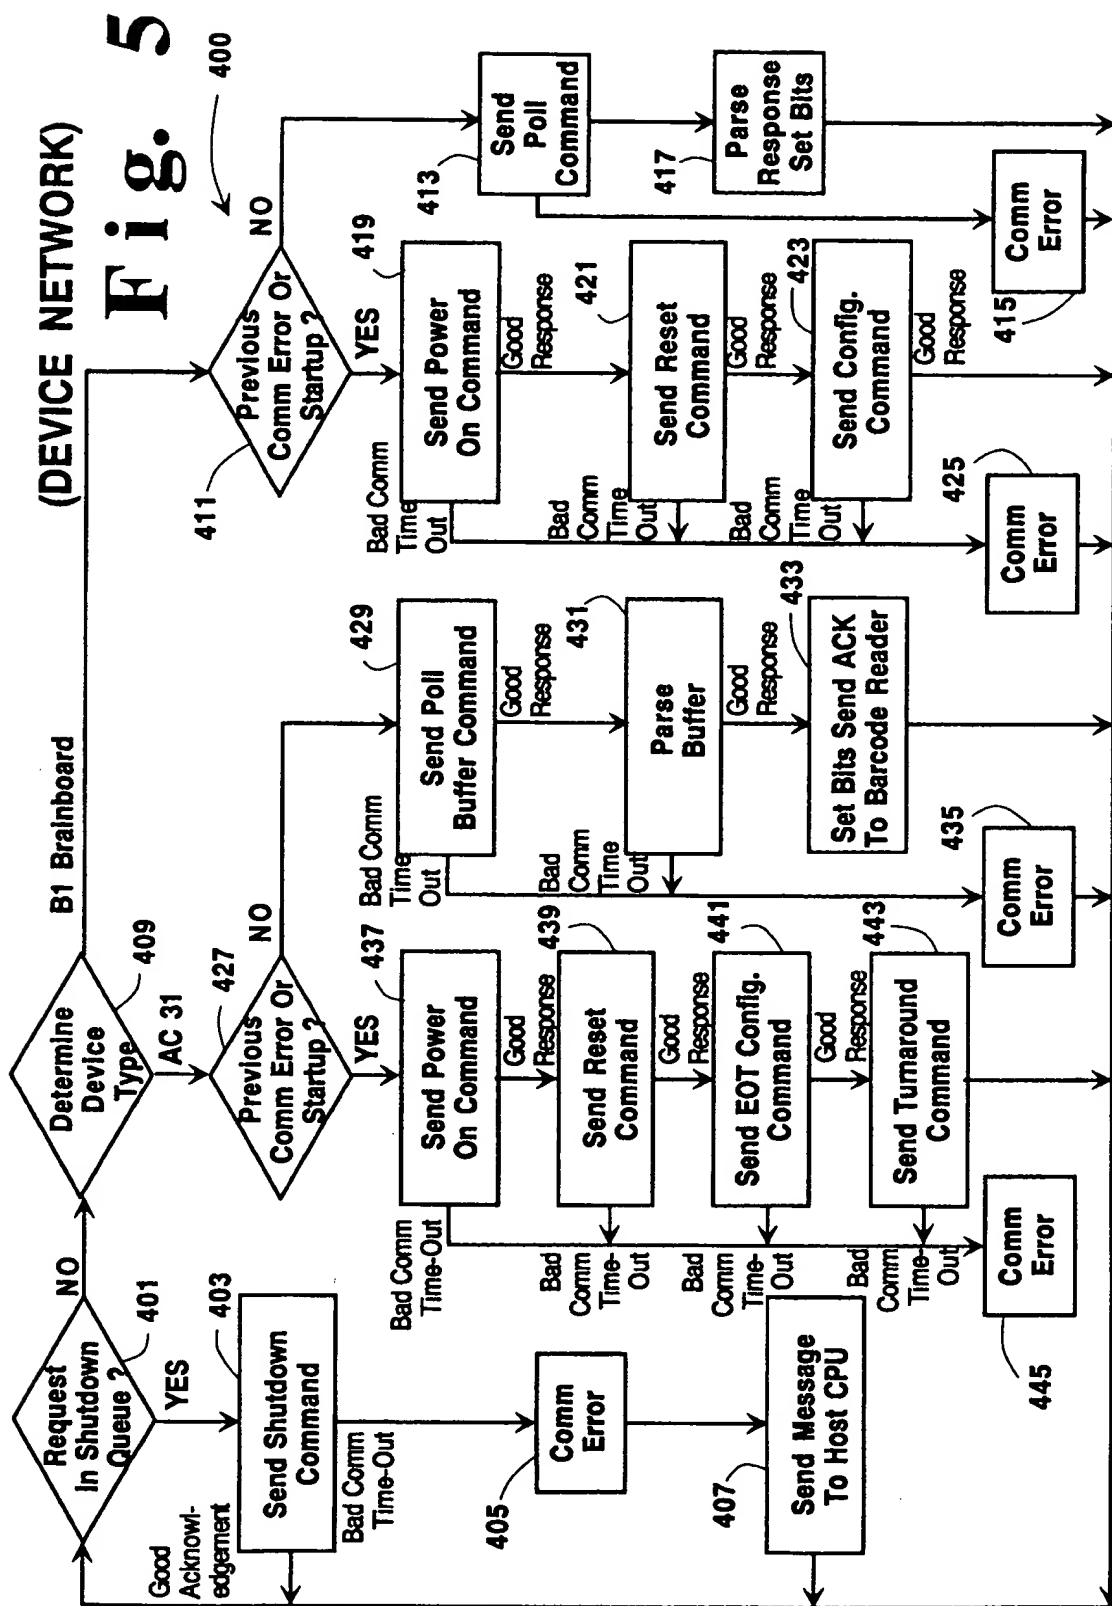 (DEVICE NETWORK)
Fig. 5
400
Request
In Shutdown
Queue ?
401
NO
YES
Good
Acknowl-
edgement
403
Send Shutdown
Command
Bad Comm
Time-Out
405
Comm
Error
407
Send Message
To Host CPU
Determine
Device
Type
409
B1 Brainboard
AC 31
427
Previous
Comm Error Or
Startup ?
NO
YES
437
Send Power
On Command
Bad Comm
Time-Out
Good
Response
439
Send Reset
Command
Bad
Comm
Time-
Out
Good
Response
441
Send EOT Config.
Command
Bad
Comm
Time-
Out
Good
Response
443
Send Turnaround
Command
Bad
Comm
Time-
Out
Comm
Error
445
429
Send Poll
Buffer Command
Bad Comm
Time
Out
Good
Response
431
Parse
Buffer
Bad
Comm
Time
Out
Good
Response
433
Set Bits Send ACK
To Barcode Reader
435
Comm
Error
411
Previous
Comm Error Or
Startup ?
NO
YES
419
Send Power
On Command
Bad Comm
Time
Out
Good
Response
421
Send Reset
Command
Bad
Comm
Time
Out
Good
Response
423
Send Config.
Command
Bad
Comm
Time
Out
Good
Response
425
Comm
Error
413
Send
Poll
Command
417
Parse
Response
Set Bits
415
Comm
Error